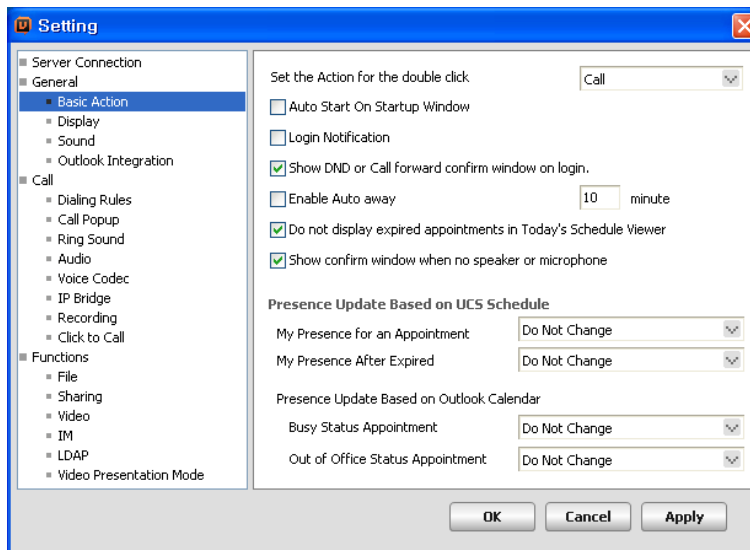 Setting
Server Connection
General
Basic Action
Display
Sound
Outlook Integration
Call
Dialing Rules
Call Popup
Ring Sound
Audio
Voice Codec
IP Bridge
Recording
Click to Call
Functions
File
Sharing
Video
IM
LDAP
Video Presentation Mode
Set the Action for the double click Call
Auto Start On Startup Window
Login Notification
Show DND or Call forward confirm window on login.
Enable Auto away 10 minute
Do not display expired appointments in Today's Schedule Viewer
Show confirm window when no speaker or microphone
Presence Update Based on UCS Schedule
My Presence for an Appointment Do Not Change
My Presence After Expired Do Not Change
Presence Update Based on Outlook Calendar
Busy Status Appointment Do Not Change
Out of Office Status Appointment Do Not Change
OK Cancel Apply